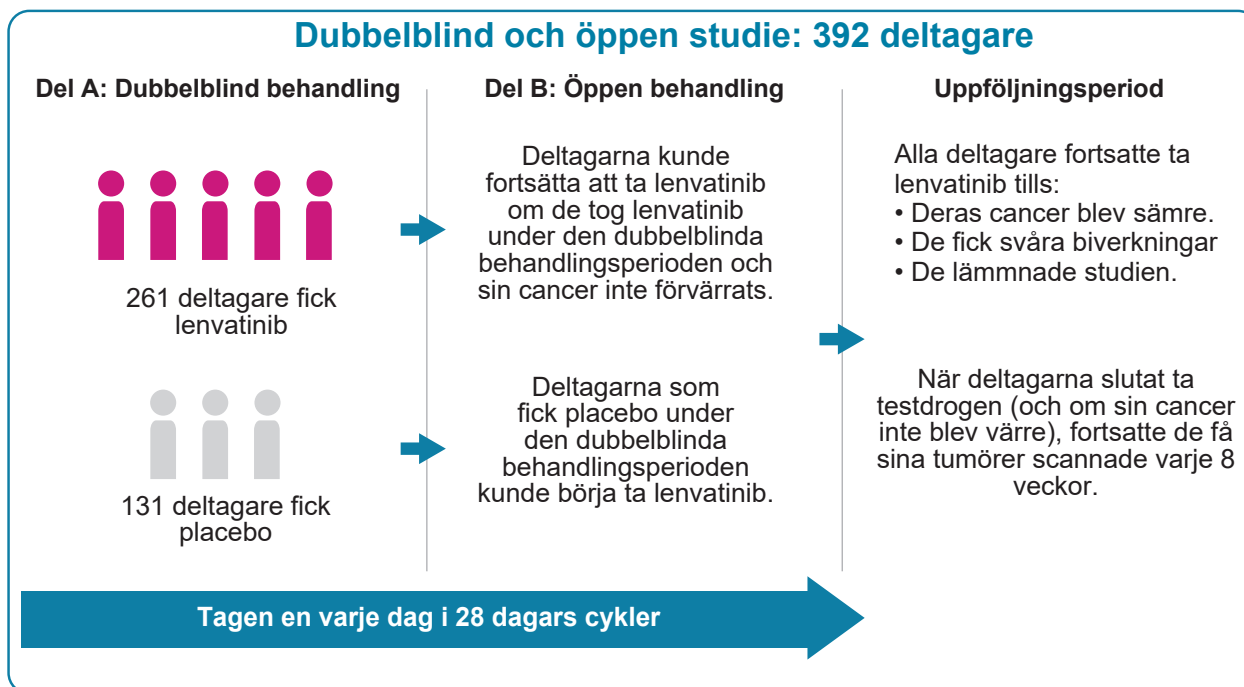 Dubbelblind och öppen studie: 392 deltagare
Del A: Dubbelblind behandling
261 deltagare fick
lenvatinib
131 deltagare fick
placebo
Del B: Öppen behandling
Deltagarna kunde
fortsätta att ta lenvatinib
om de tog lenvatinib
under den dubbelblinda
behandlingsperioden och
sin cancer inte förvärrats.
Deltagarna som
fick placebo under
den dubbelblinda
behandlingsperioden
kunde börja ta lenvatinib.
Uppföljningsperiod
Alla deltagare fortsatte ta
lenvatinib tills:
• Deras cancer blev sämre.
• De fick svåra biverkningar
• De lämmnade studien.
När deltagarna slutat ta
testdrogen (och om sin cancer
inte blev värre), fortsatte de få
sina tumörer scannade varje 8
veckor.
Tagen en varje dag i 28 dagars cykler